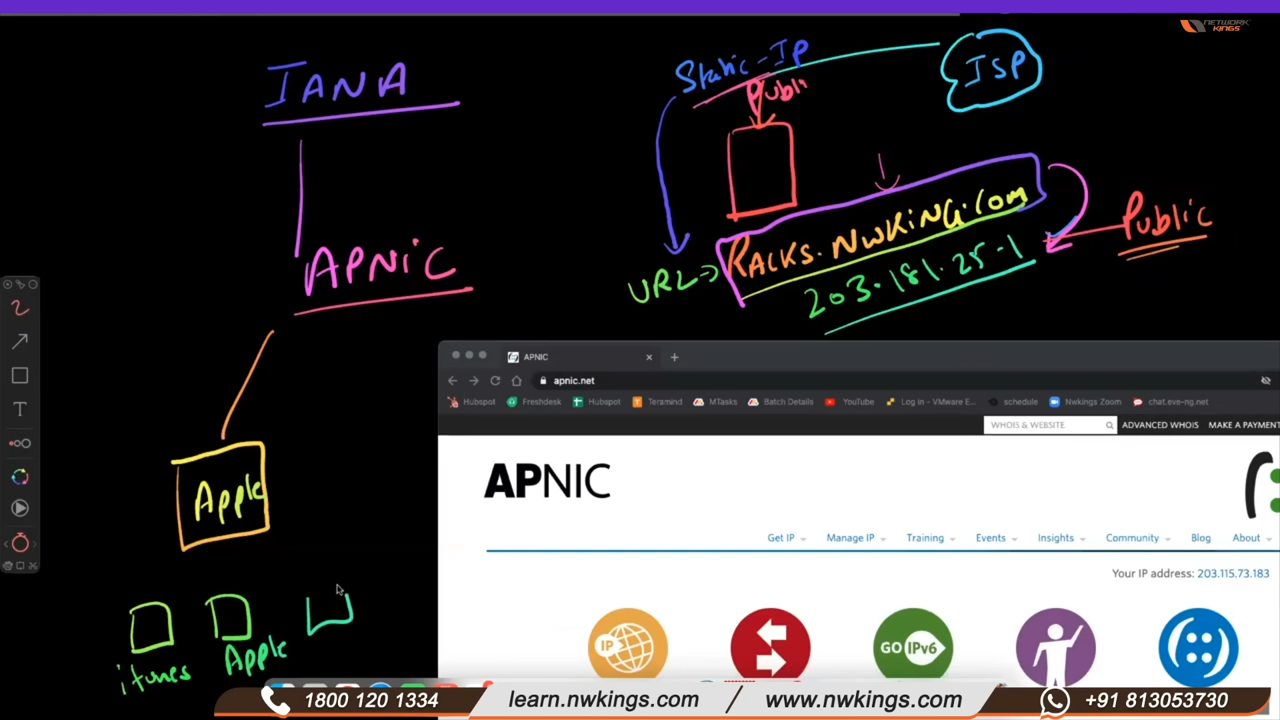 NETWORK
KINGS
IANA
Static-IP
Publi
ISP
RACKS.NWKiNG.Com
Public
URL->
203.181.25.1
APNiC
Apple
itunes
Apple
APNIC
apnic.net
Hubspot Freshdesk Hubspot Teramind MTasks Batch Details YouTube Log in – VMware E... schedule Nwkings Zoom chat.eve-ng.net
WHOIS & WEBSITE ADVANCED WHOIS MAKE A PAYMENT
APNIC
Get IP Manage IP Training Events Insights Community Blog About
Your IP address: 203.115.73.183
IP
GO IPv6
1800 120 1334 learn.nwkings.com www.nwkings.com +91 813053730